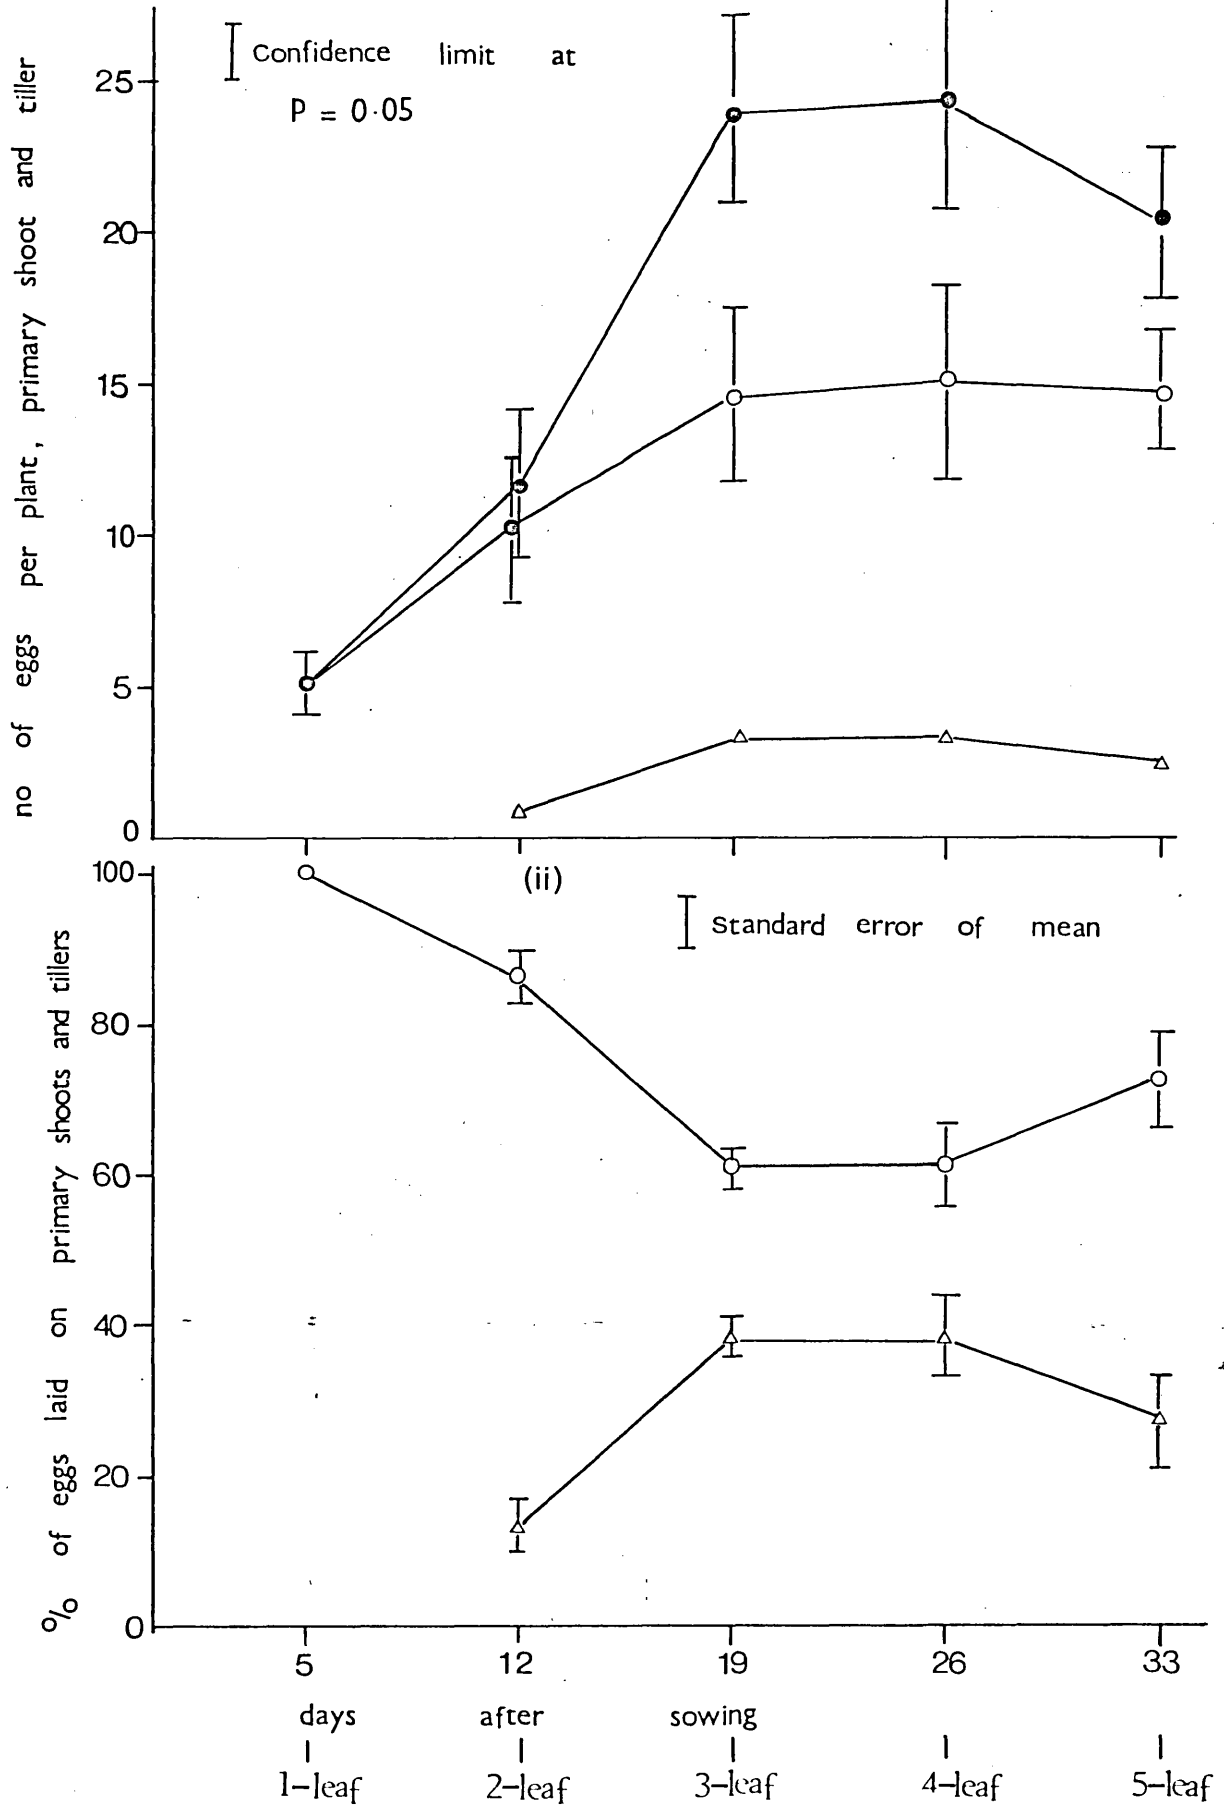 Confidence limit at
P = 0.05
no of eggs per plant, primary shoot and tiller
25
20
15
10
5
0
(ii)
Standard error of mean
% of eggs laid on primary shoots and tillers
100
80
60
40
20
0
5 12 19 26 33
days after sowing
1-leaf 2-leaf 3-leaf 4-leaf 5-leaf